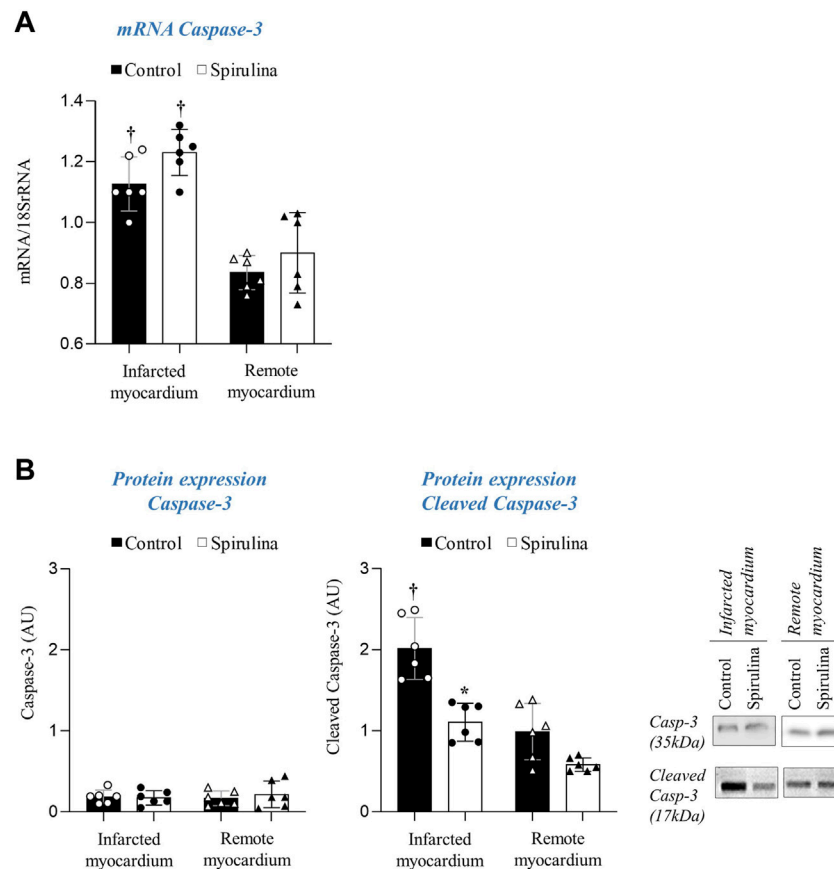 A
mRNA Caspase-3
■Control □Spirulina
mRNA/18SrRNA
1.4
1.2
1.0
0.8
0.6
†
†
Infarcted
myocardium
Remote
myocardium
B
Protein expression
Caspase-3
■Control □Spirulina
Caspase-3 (AU)
3
2
1
0
Infarcted
myocardium
Remote
myocardium
Protein expression
Cleaved Caspase-3
■Control □Spirulina
Cleaved Caspase-3 (AU)
3
2
1
0
†
*
Infarcted
myocardium
Remote
myocardium
Infarcted
myocardium
Remote
myocardium
Control
Spirulina
Control
Spirulina
Casp-3
(35kDa)
Cleaved
Casp-3
(17kDa)